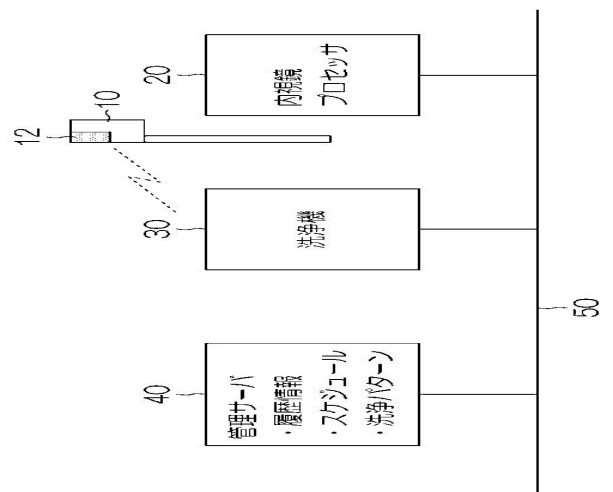 12
10
20
内視鏡
プロセッサ
30
洗浄機
40
管理サーバ
・履歴情報
・スケジュール
・洗浄パターン
50